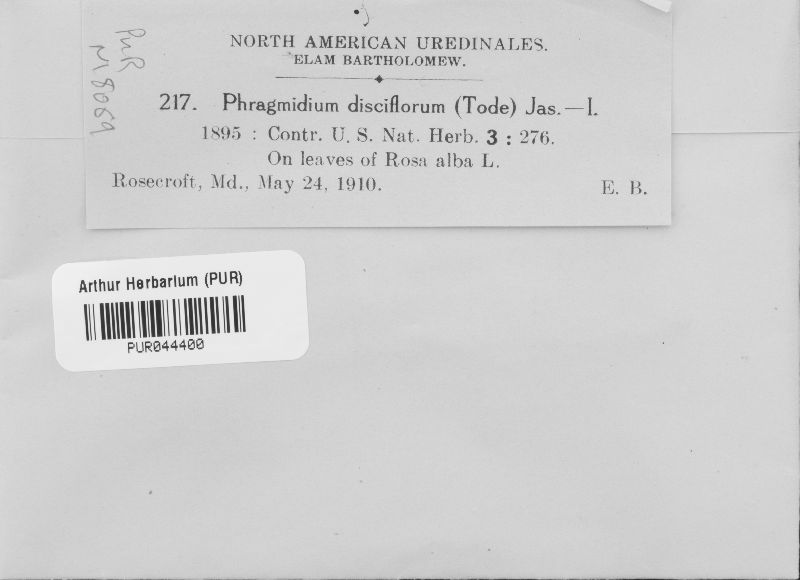 NORTH AMERICAN UREDINALES.
ELAM BARTHOLOMEW.
217. Phragmidium disciflorum (Tode) Jas.—I.
1895 : Contr. U. S. Nat. Herb. 3 : 276.
On leaves of Rosa alba L.
Rosecroft, Md., May 24, 1910. E. B.
PUR
N8069
Arthur Herbarium (PUR)
PUR044400